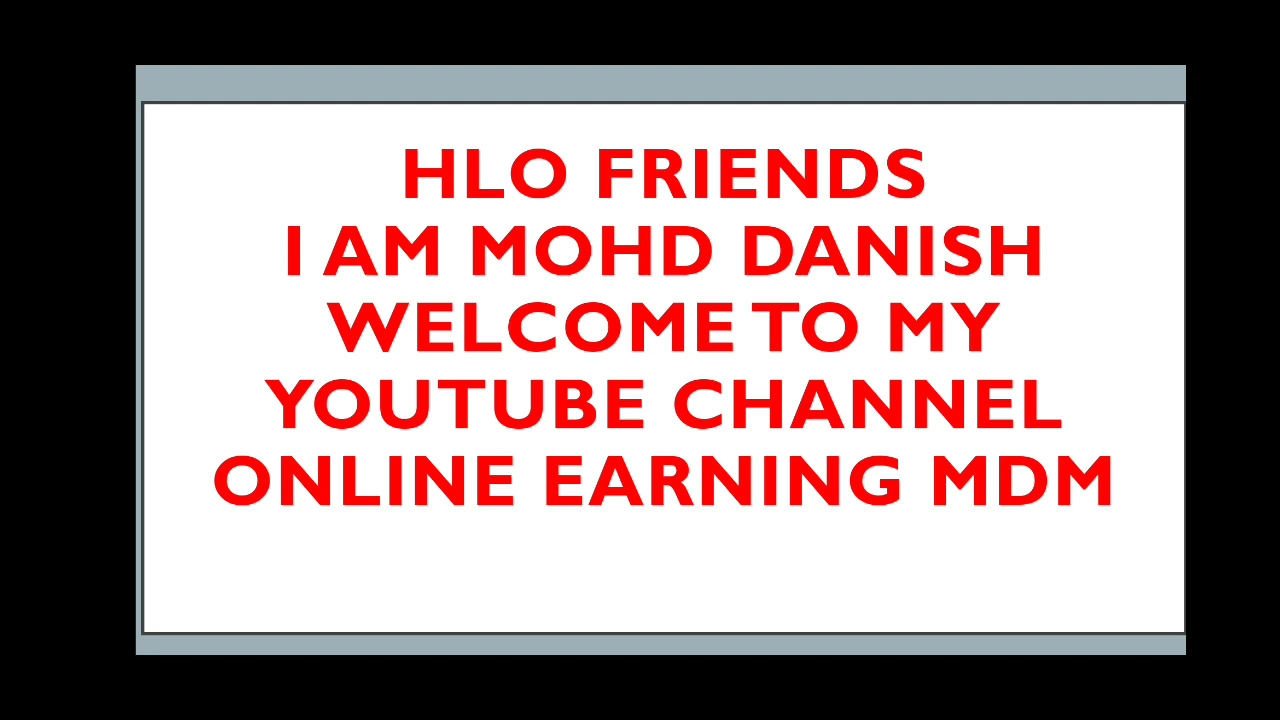 HLO FRIENDS
I AM MOHD DANISH
WELCOME TO MY
YOUTUBE CHANNEL
ONLINE EARNING MDM